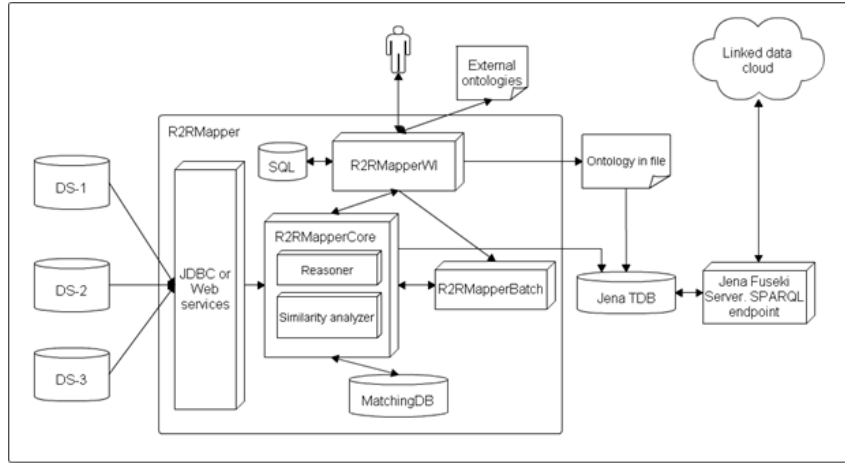 External
ontologies
Linked data
cloud
R2RMapper
SQL
R2RMapperWI
Ontology in file
DS-1
DS-2
DS-3
JDBC or
Web
services
R2RMapperCore
Reasoner
Similarity analyzer
R2RMapperBatch
Jena TDB
Jena Fuseki
Server. SPARQL
endpoint
MatchingDB